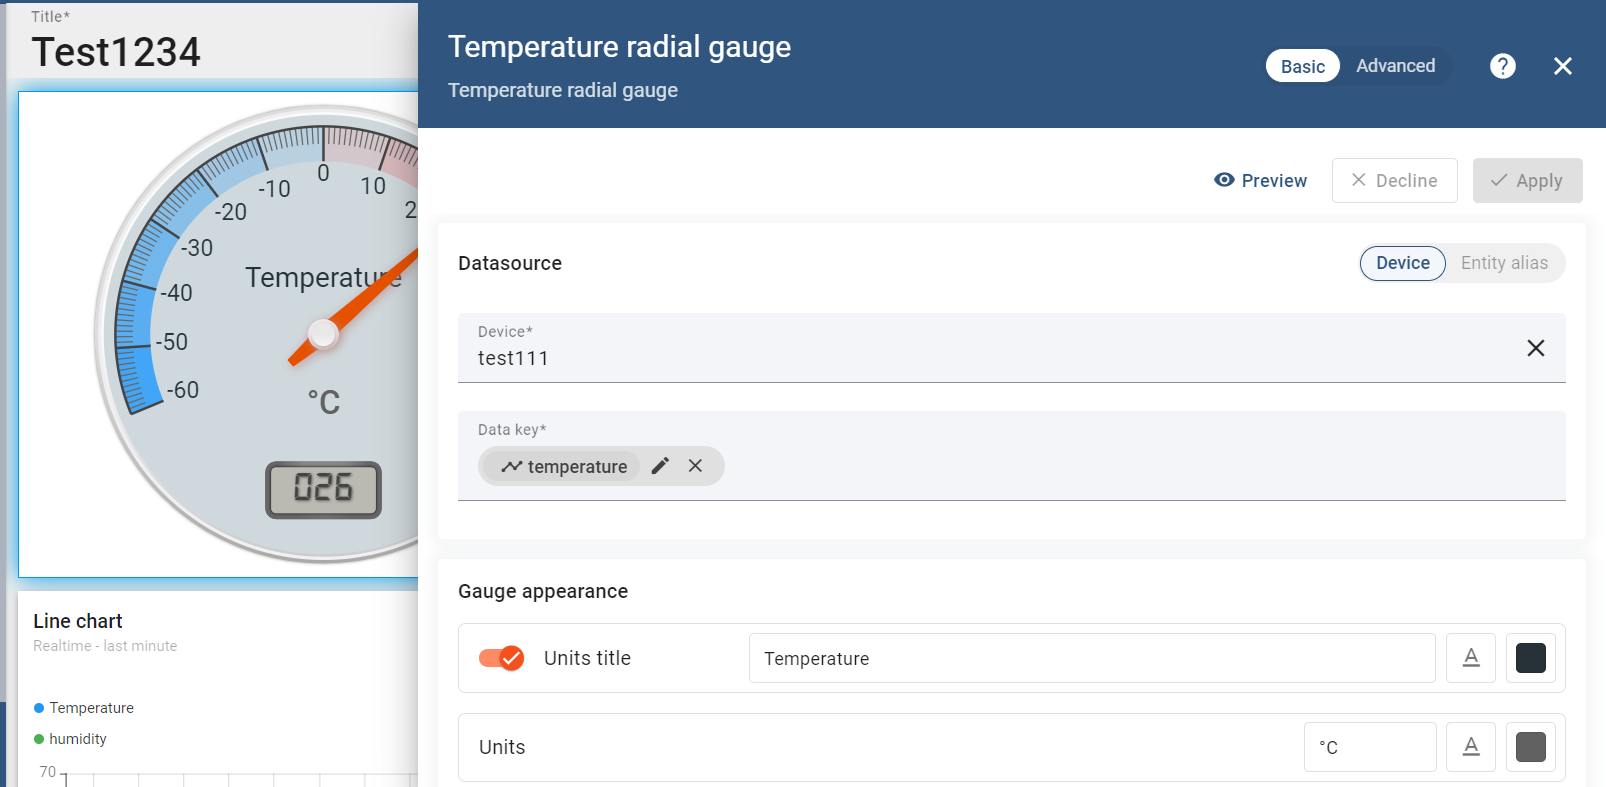 Title*
Test1234
0
-10
10
-20
2
-30
Temperature
-40
-50
-60
°C
026
Line chart
Realtime - last minute
Temperature
humidity
70
Temperature radial gauge
Temperature radial gauge
Basic Advanced ?
Preview Decline Apply
Datasource
Device Entity alias
Device*
test111
Data key*
temperature
Gauge appearance
Units title Temperature A
Units °C A